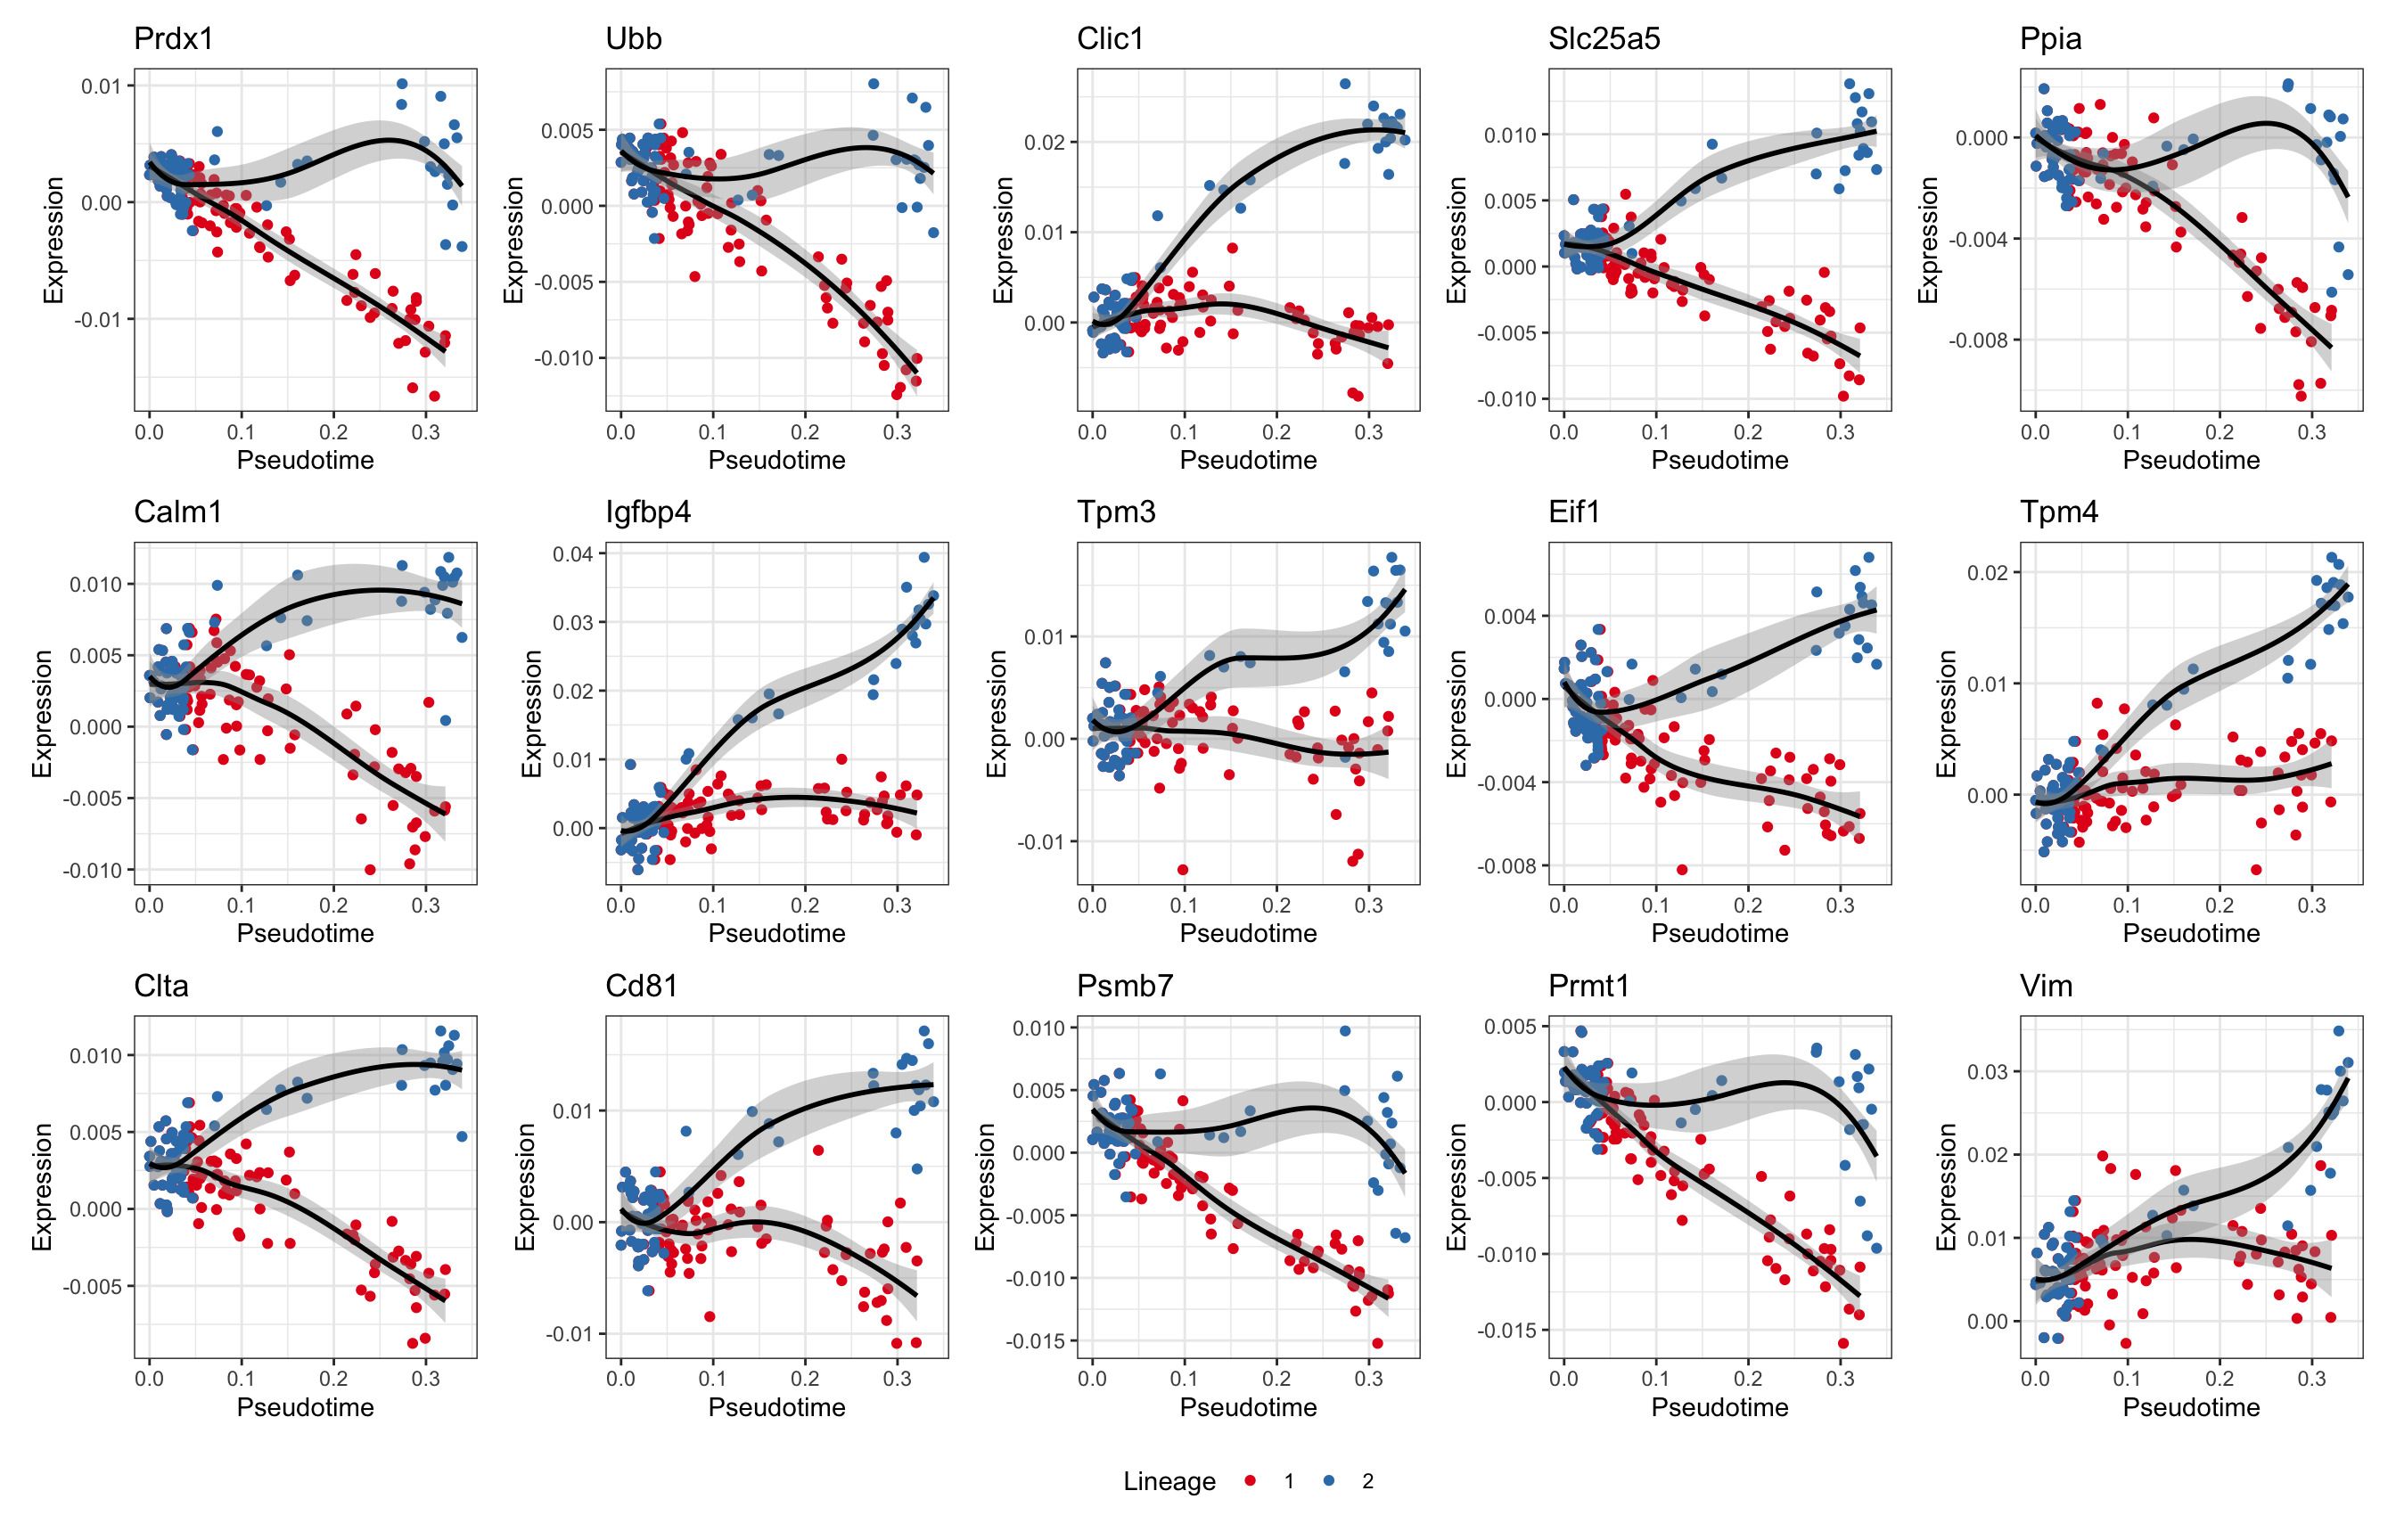 Prdx1 Ubb Clic1 Slc25a5 Ppia
Expression Expression Expression Expression Expression
0.01 0.00 -0.01
0.005 0.000 -0.005 -0.010
0.02 0.01 0.00
0.010 0.005 0.000 -0.005 -0.010
0.000 -0.004 -0.008
0.0 0.1 0.2 0.3 0.0 0.1 0.2 0.3 0.0 0.1 0.2 0.3 0.0 0.1 0.2 0.3 0.0 0.1 0.2 0.3
Pseudotime Pseudotime Pseudotime Pseudotime Pseudotime
Calm1 Igfbp4 Tpm3 Eif1 Tpm4
Expression Expression Expression Expression Expression
0.010 0.005 0.000 -0.005 -0.010
0.04 0.03 0.02 0.01 0.00
0.01 0.00 -0.01
0.004 0.000 -0.004 -0.008
0.02 0.01 0.00
0.0 0.1 0.2 0.3 0.0 0.1 0.2 0.3 0.0 0.1 0.2 0.3 0.0 0.1 0.2 0.3 0.0 0.1 0.2 0.3
Pseudotime Pseudotime Pseudotime Pseudotime Pseudotime
Clta Cd81 Psmb7 Prmt1 Vim
Expression Expression Expression Expression Expression
0.010 0.005 0.000 -0.005
0.01 0.00 -0.01
0.010 0.005 0.000 -0.005 -0.010 -0.015
0.005 0.000 -0.005 -0.010 -0.015
0.03 0.02 0.01 0.00
0.0 0.1 0.2 0.3 0.0 0.1 0.2 0.3 0.0 0.1 0.2 0.3 0.0 0.1 0.2 0.3 0.0 0.1 0.2 0.3
Pseudotime Pseudotime Pseudotime Pseudotime Pseudotime
Lineage 1 2